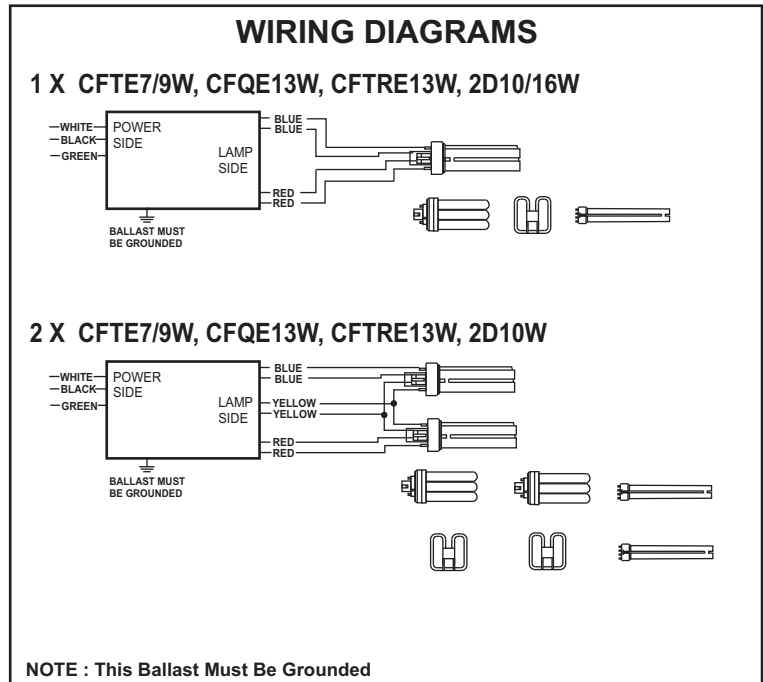 WIRING DIAGRAMS
1 X CFTE7/9W, CFQE13W, CFTRE13W, 2D10/16W
WHITE
BLACK
GREEN
POWER
SIDE
LAMP
SIDE
BLUE
BLUE
RED
RED
BALLAST MUST
BE GROUNDED
2 X CFTE7/9W, CFQE13W, CFTRE13W, 2D10W
WHITE
BLACK
GREEN
POWER
SIDE
LAMP
SIDE
BLUE
BLUE
YELLOW
YELLOW
RED
RED
BALLAST MUST
BE GROUNDED
NOTE : This Ballast Must Be Grounded